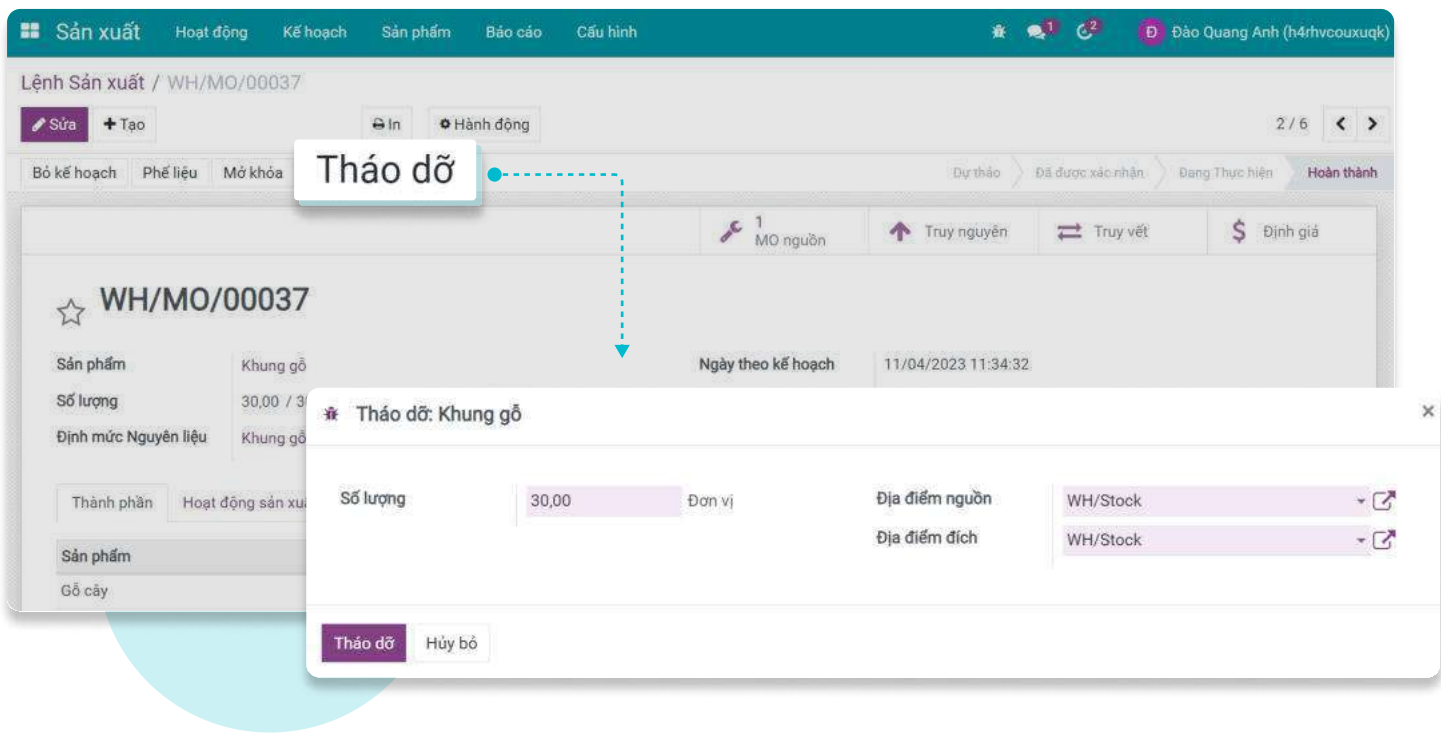 Sản xuất Hoạt động Kế hoạch Sản phẩm Báo cáo Cấu hình 1 2 Đ Đào Quang Anh (h4rhvcouxuqk)
Lệnh Sản xuất / WH/MO/00037
Sửa + Tạo In Hành động 2 / 6
Bỏ kế hoạch Phế liệu Mở khóa Tháo dỡ Dự thảo Đã được xác nhận Đang Thực hiện Hoàn thành
1
MO nguồn Truy nguyên Truy vết $ Định giá
WH/MO/00037
Sản phẩm Khung gỗ Ngày theo kế hoạch 11/04/2023 11:34:32
Số lượng 30,00 / 3
Định mức Nguyên liệu Khung gỗ
Tháo dỡ: Khung gỗ ×
Thành phần Hoạt động sản xu
Sản phẩm
Gỗ cây
Số lượng 30,00 Đơn vị Địa điểm nguồn WH/Stock
Địa điểm đích WH/Stock
Tháo dỡ Hủy bỏ